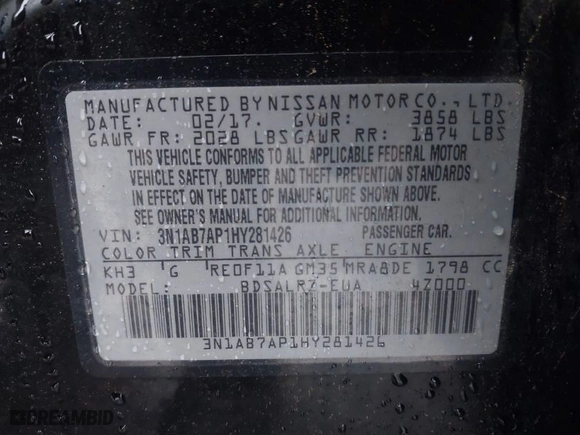 MANUFACTURED BY NISSAN MOTOR CO., LTD.
DATE: 02/17. GVWR: 3858 LBS
GAWR FR: 2028 LBS GAWR RR: 1874 LBS
THIS VEHICLE CONFORMS TO ALL APPLICABLE FEDERAL MOTOR
VEHICLE SAFETY, BUMPER AND THEFT PREVENTION STANDARDS
IN EFFECT ON THE DATE OF MANUFACTURE SHOWN ABOVE.
SEE OWNER'S MANUAL FOR ADDITIONAL INFORMATION.
VIN: 3N1AB7AP1HY281426 PASSENGER CAR.
COLOR TRIM TRANS AXLE ENGINE
KH3 G RE0F11A GM35 MRA8DE 1798 CC
MODEL: BDSALRZ-EUA 4Z000
3N1AB7AP1HY281426
DREAMBID